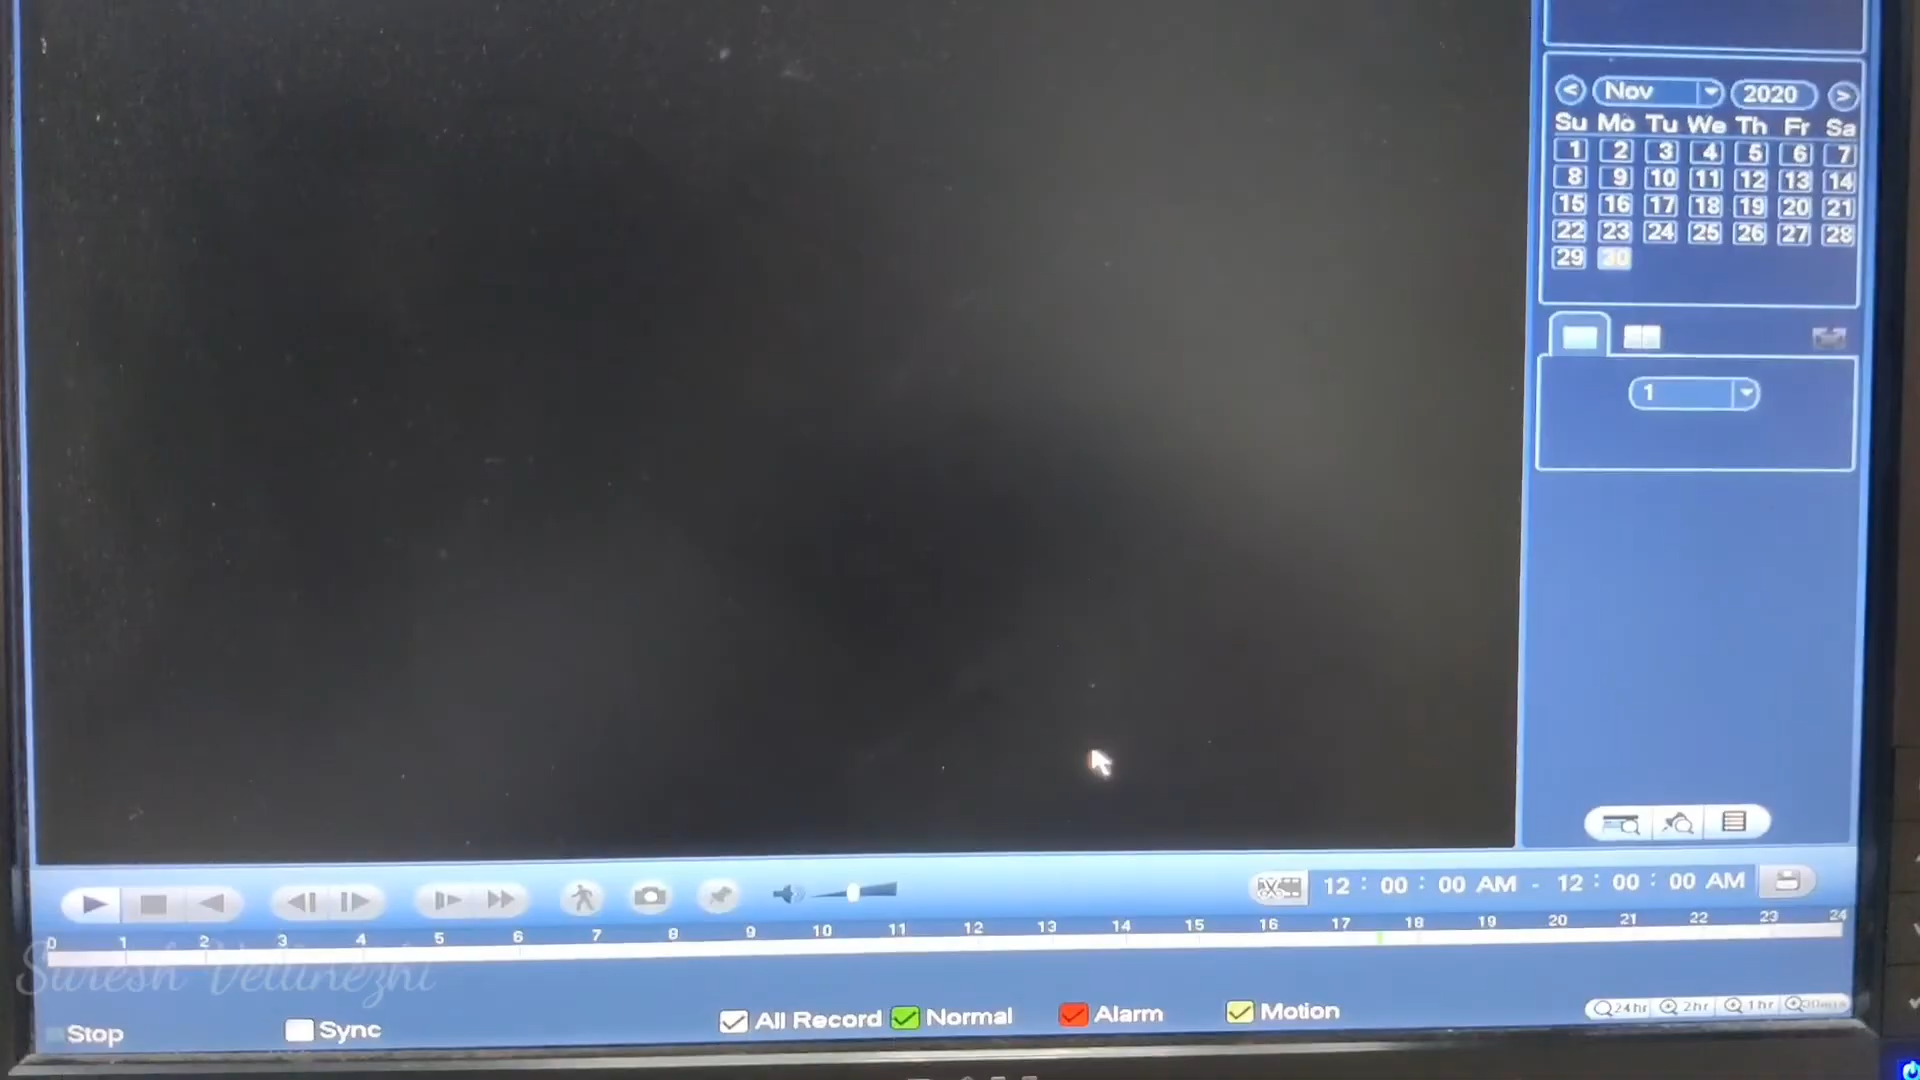 Nov 2020
Su Mo Tu We Th Fr Sa
1 2 3 4 5 6 7
8 9 10 11 12 13 14
15 16 17 18 19 20 21
22 23 24 25 26 27 28
29 30
1
12 : 00 : 00 AM - 12 : 00 : 00 AM
0 1 2 3 4 5 6 7 8 9 10 11 12 13 14 15 16 17 18 19 20 21 22 23 24
Suresh Vellinezhi
All Record Normal Alarm Motion
24hr 2hr 1hr 30min
Stop Sync